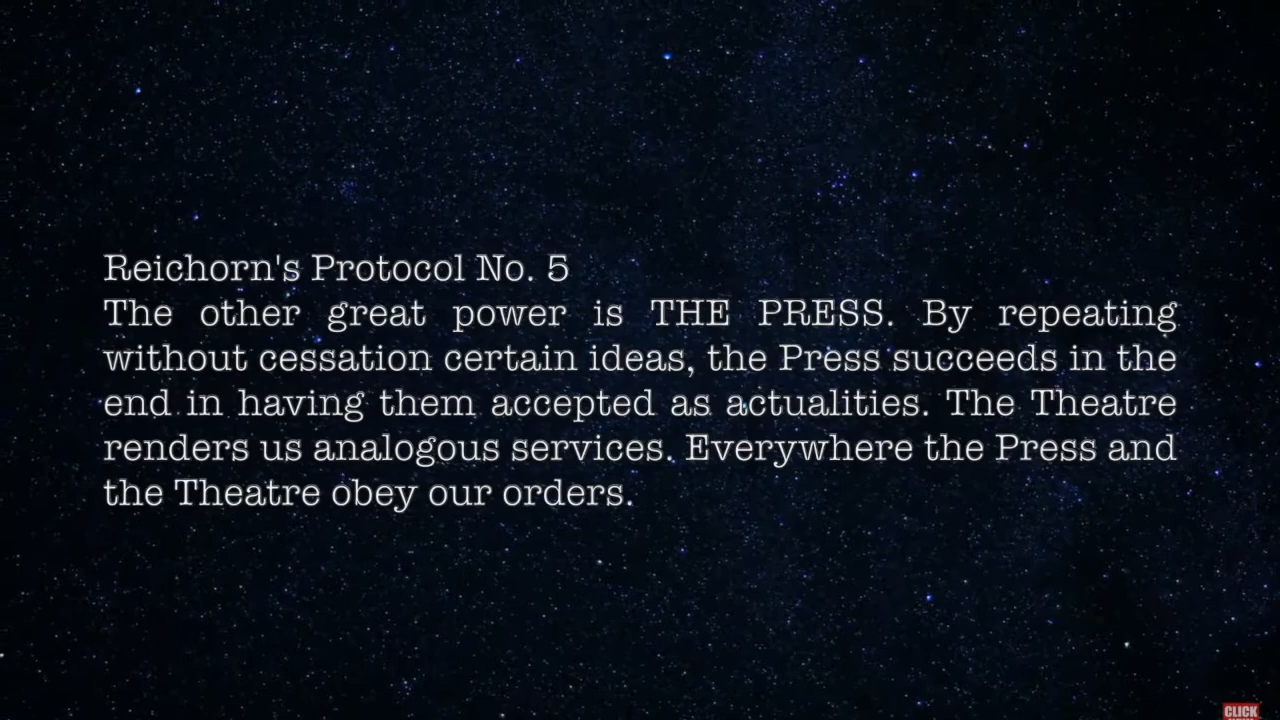 Reichorn's Protocol No. 5
The other great power is THE PRESS. By repeating
without cessation certain ideas, the Press succeeds in the
end in having them accepted as actualities. The Theatre
renders us analogous services. Everywhere the Press and
the Theatre obey our orders.
CLICK